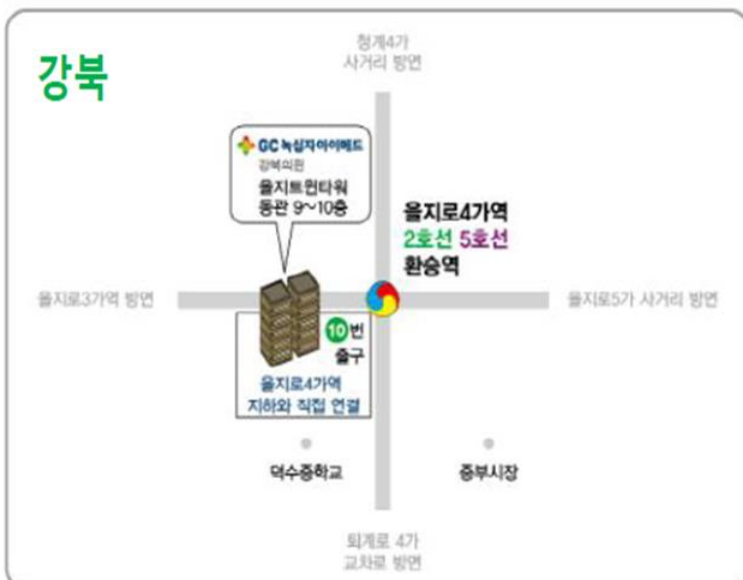 강북
청계4가
사거리 방면
GC 녹십자아이메드
강북의원
을지트윈타워
동관 9~10층
을지로4가역
2호선 5호선
환승역
을지로3가역 방면
을지로5가 사거리 방면
10번
출구
을지로4가역
지하와 직접 연결
덕수중학교
중부시장
퇴계로 4가
교차로 방면